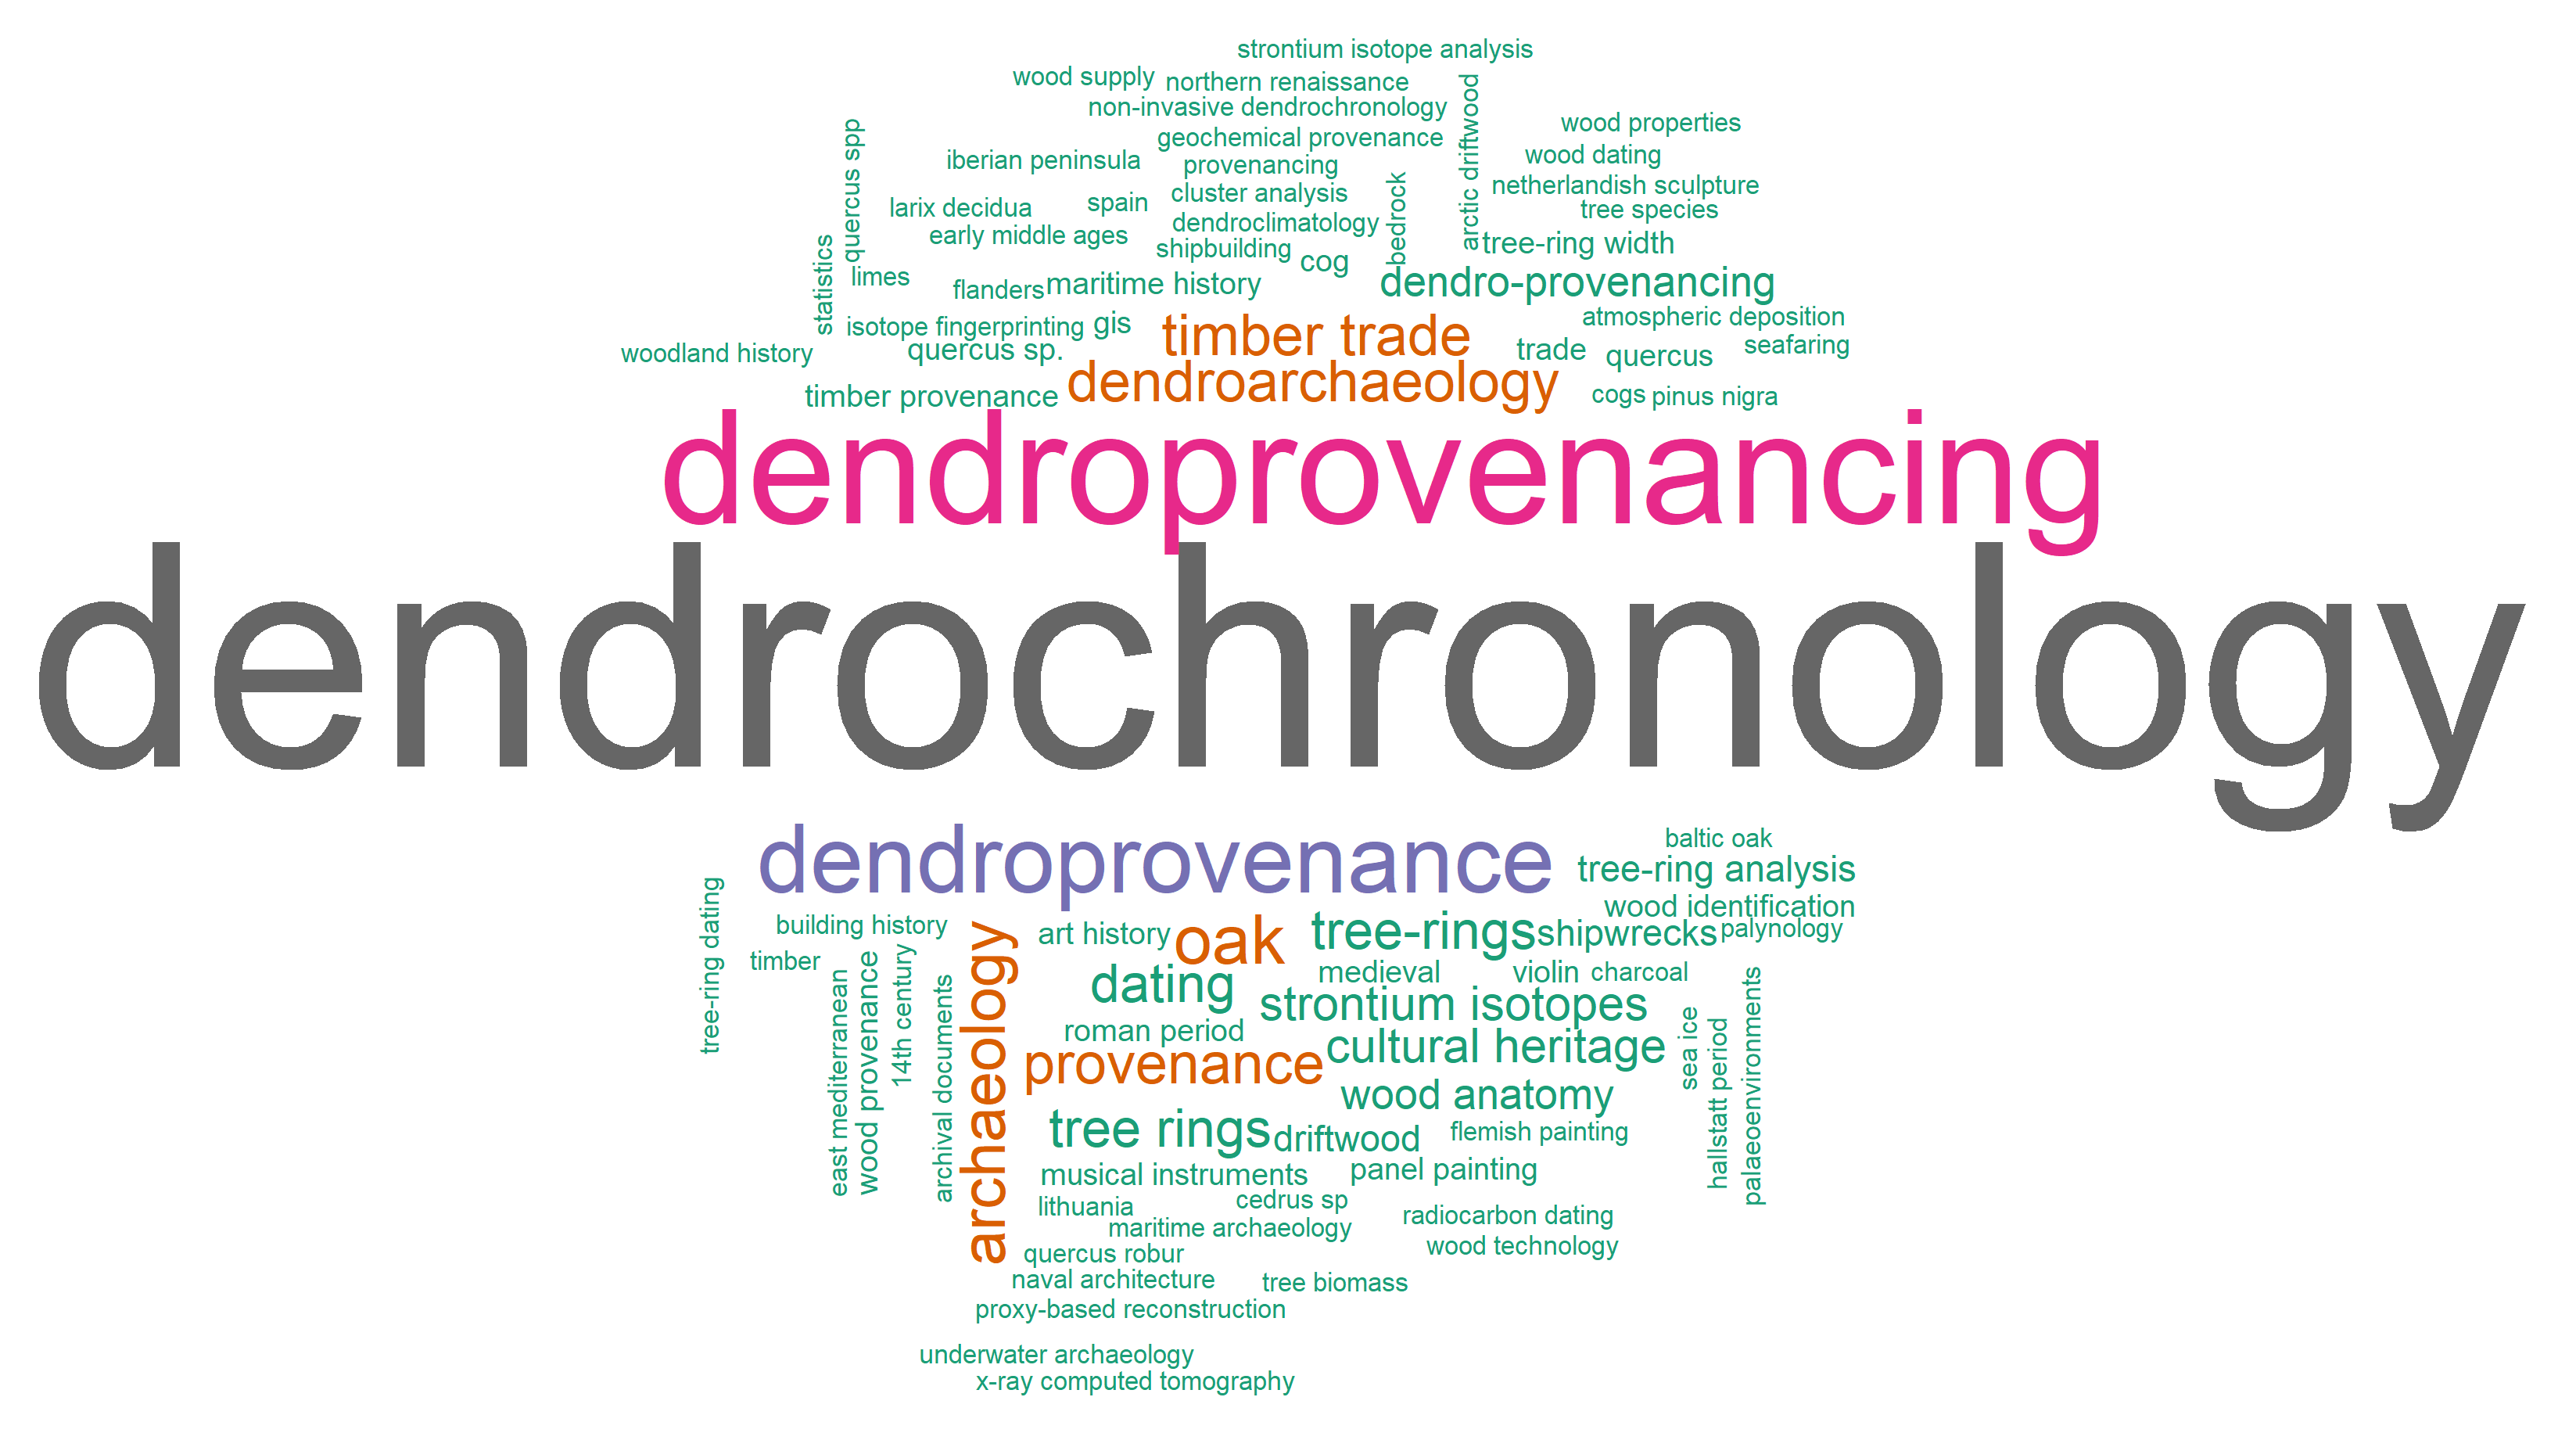 strontium isotope analysis
wood supply
northern renaissance
non-invasive dendrochronology
arctic driftwood
wood properties
geochemical provenance
quercus spp
iberian peninsula
provenancing
wood dating
netherlandish sculpture
cluster analysis
bedrock
larix decidua
spain
tree species
dendroclimatology
early middle ages
shipbuilding
tree-ring width
cog
statistics
limes
flanders
maritime history
dendro-provenancing
isotope fingerprinting
gis
timber trade
atmospheric deposition
woodland history
quercus sp.
trade
quercus
seafaring
timber provenance
dendroarchaeology
cogs
pinus nigra
dendroprovenancing
dendrochronology
dendroprovenance
baltic oak
tree-ring analysis
tree-ring dating
building history
wood identification
archaeology
art history
oak
tree-rings
shipwrecks
palynology
timber
east mediterranean
wood provenance
14th century
archival documents
dating
medieval
violin
charcoal
strontium isotopes
roman period
cultural heritage
sea ice
hallstatt period
palaeoenvironments
provenance
wood anatomy
tree rings
driftwood
flemish painting
musical instruments
panel painting
lithuania
cedrus sp
maritime archaeology
radiocarbon dating
quercus robur
wood technology
naval architecture
tree biomass
proxy-based reconstruction
underwater archaeology
x-ray computed tomography